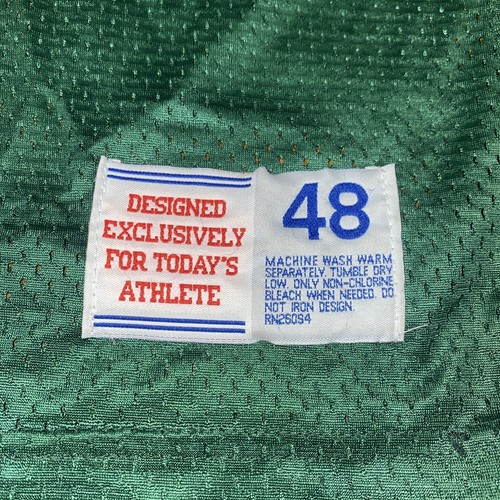 DESIGNED
EXCLUSIVELY
FOR TODAY'S
ATHLETE
48
MACHINE WASH WARM
SEPARATELY. TUMBLE DRY
LOW. ONLY NON-CHLORINE
BLEACH WHEN NEEDED. DO
NOT IRON DESIGN.
RN26094